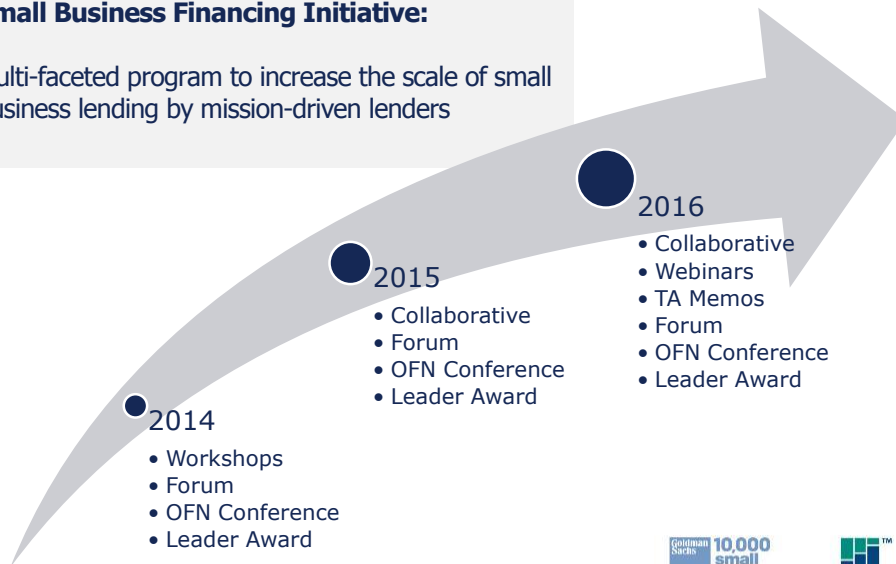 mall Business Financing Initiative:
ulti-faceted program to increase the scale of small
usiness lending by mission-driven lenders
2016
• Collaborative
• Webinars
• TA Memos
• Forum
• OFN Conference
• Leader Award
2015
• Collaborative
• Forum
• OFN Conference
• Leader Award
2014
• Workshops
• Forum
• OFN Conference
• Leader Award
Goldman
Sachs
10,000
small
TM